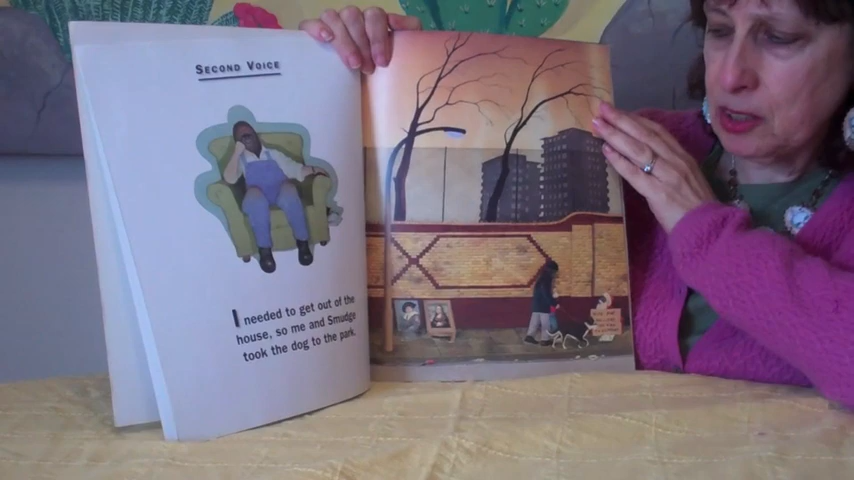 SECOND VOICE
I needed to get out of the
house, so me and Smudge
took the dog to the park.